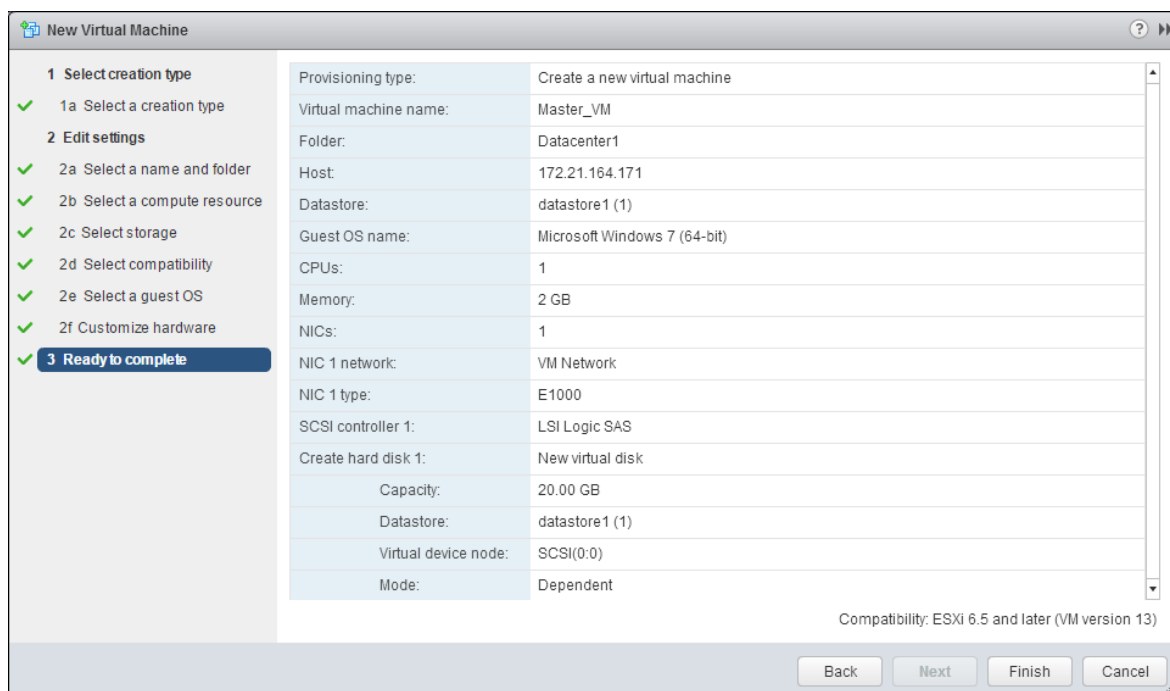 New Virtual Machine
?
1 Select creation type
1a Select a creation type
2 Edit settings
2a Select a name and folder
2b Select a compute resource
2c Select storage
2d Select compatibility
2e Select a guest OS
2f Customize hardware
3 Ready to complete
Provisioning type: Create a new virtual machine
Virtual machine name: Master_VM
Folder: Datacenter1
Host: 172.21.164.171
Datastore: datastore1 (1)
Guest OS name: Microsoft Windows 7 (64-bit)
CPUs: 1
Memory: 2 GB
NICs: 1
NIC 1 network: VM Network
NIC 1 type: E1000
SCSI controller 1: LSI Logic SAS
Create hard disk 1: New virtual disk
Capacity: 20.00 GB
Datastore: datastore1 (1)
Virtual device node: SCSI(0:0)
Mode: Dependent
Compatibility: ESXi 6.5 and later (VM version 13)
Back Next Finish Cancel